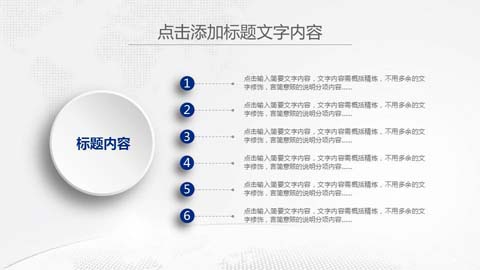 点击添加标题文字内容
标题内容
1
点击输入简要文字内容，文字内容需概括精炼，不用多余的文
字修饰，言简意赅的说明分项内容……
2
点击输入简要文字内容，文字内容需概括精炼，不用多余的文
字修饰，言简意赅的说明分项内容……
3
点击输入简要文字内容，文字内容需概括精炼，不用多余的文
字修饰，言简意赅的说明分项内容……
4
点击输入简要文字内容，文字内容需概括精炼，不用多余的文
字修饰，言简意赅的说明分项内容……
5
点击输入简要文字内容，文字内容需概括精炼，不用多余的文
字修饰，言简意赅的说明分项内容……
6
点击输入简要文字内容，文字内容需概括精炼，不用多余的文
字修饰，言简意赅的说明分项内容……